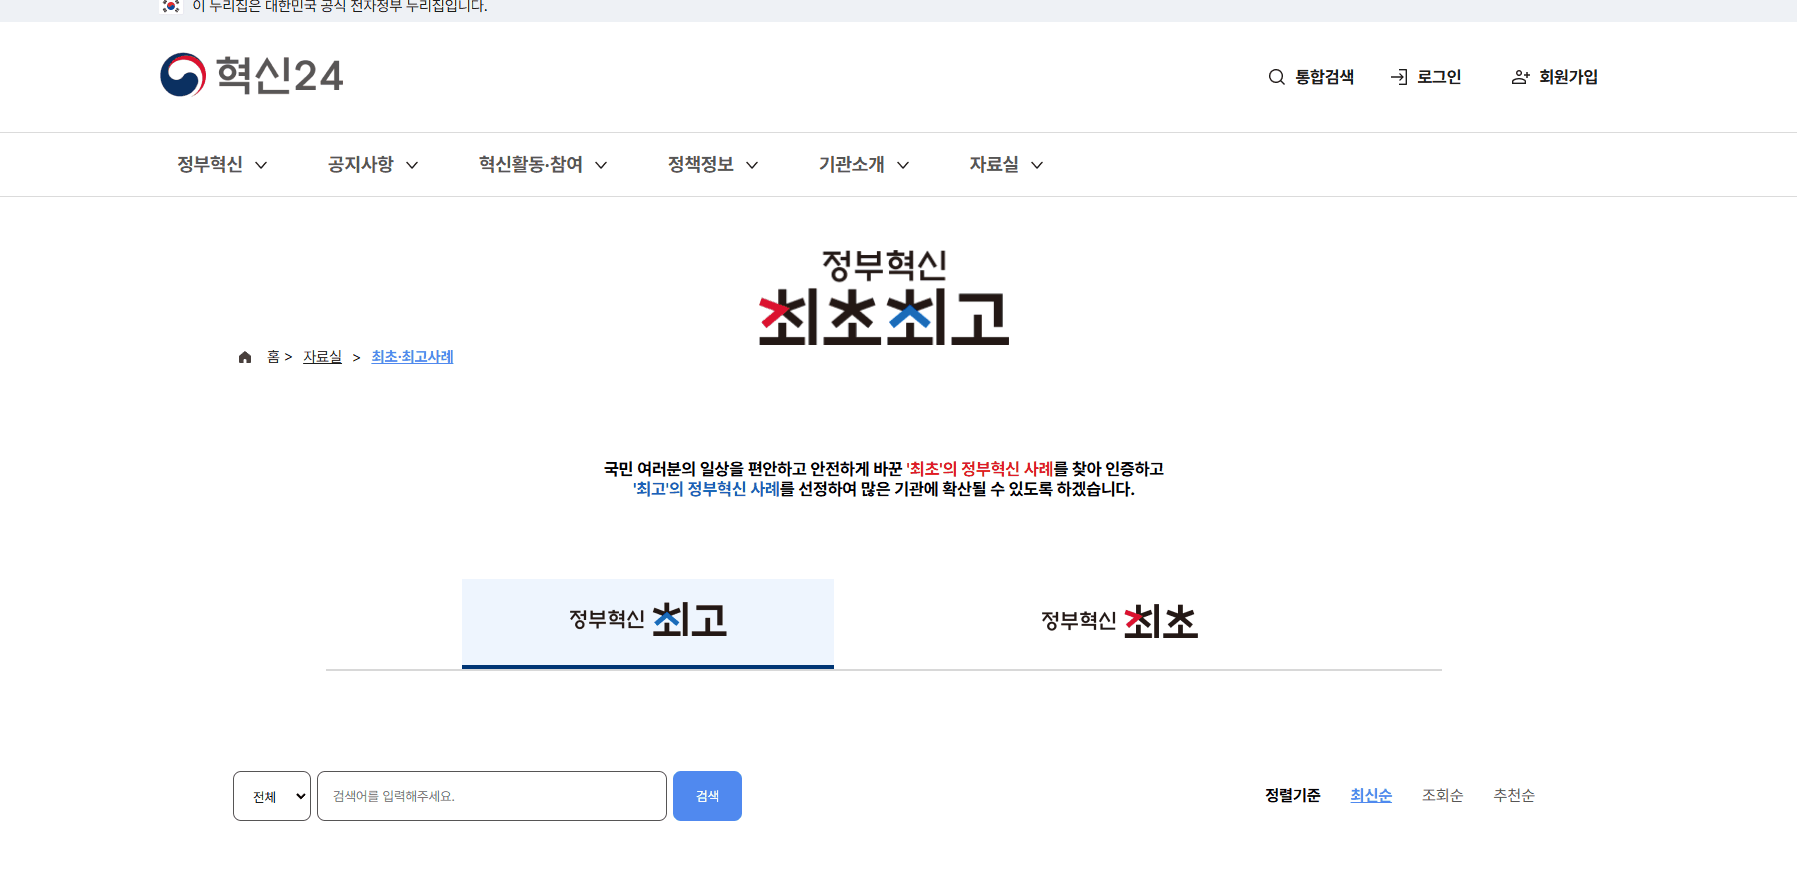 이 누리집은 대한민국 공식 전자정부 누리집입니다.
혁신24
통합검색 로그인 회원가입
정부혁신 공지사항 혁신활동·참여 정책정보 기관소개 자료실
정부혁신
최초최고
홈 > 자료실 > 최초·최고사례
국민 여러분의 일상을 편안하고 안전하게 바꾼 '최초'의 정부혁신 사례를 찾아 인증하고
'최고'의 정부혁신 사례를 선정하여 많은 기관에 확산될 수 있도록 하겠습니다.
정부혁신 최고 정부혁신 최초
전체 검색어를 입력해주세요. 검색 정렬기준 최신순 조회순 추천순